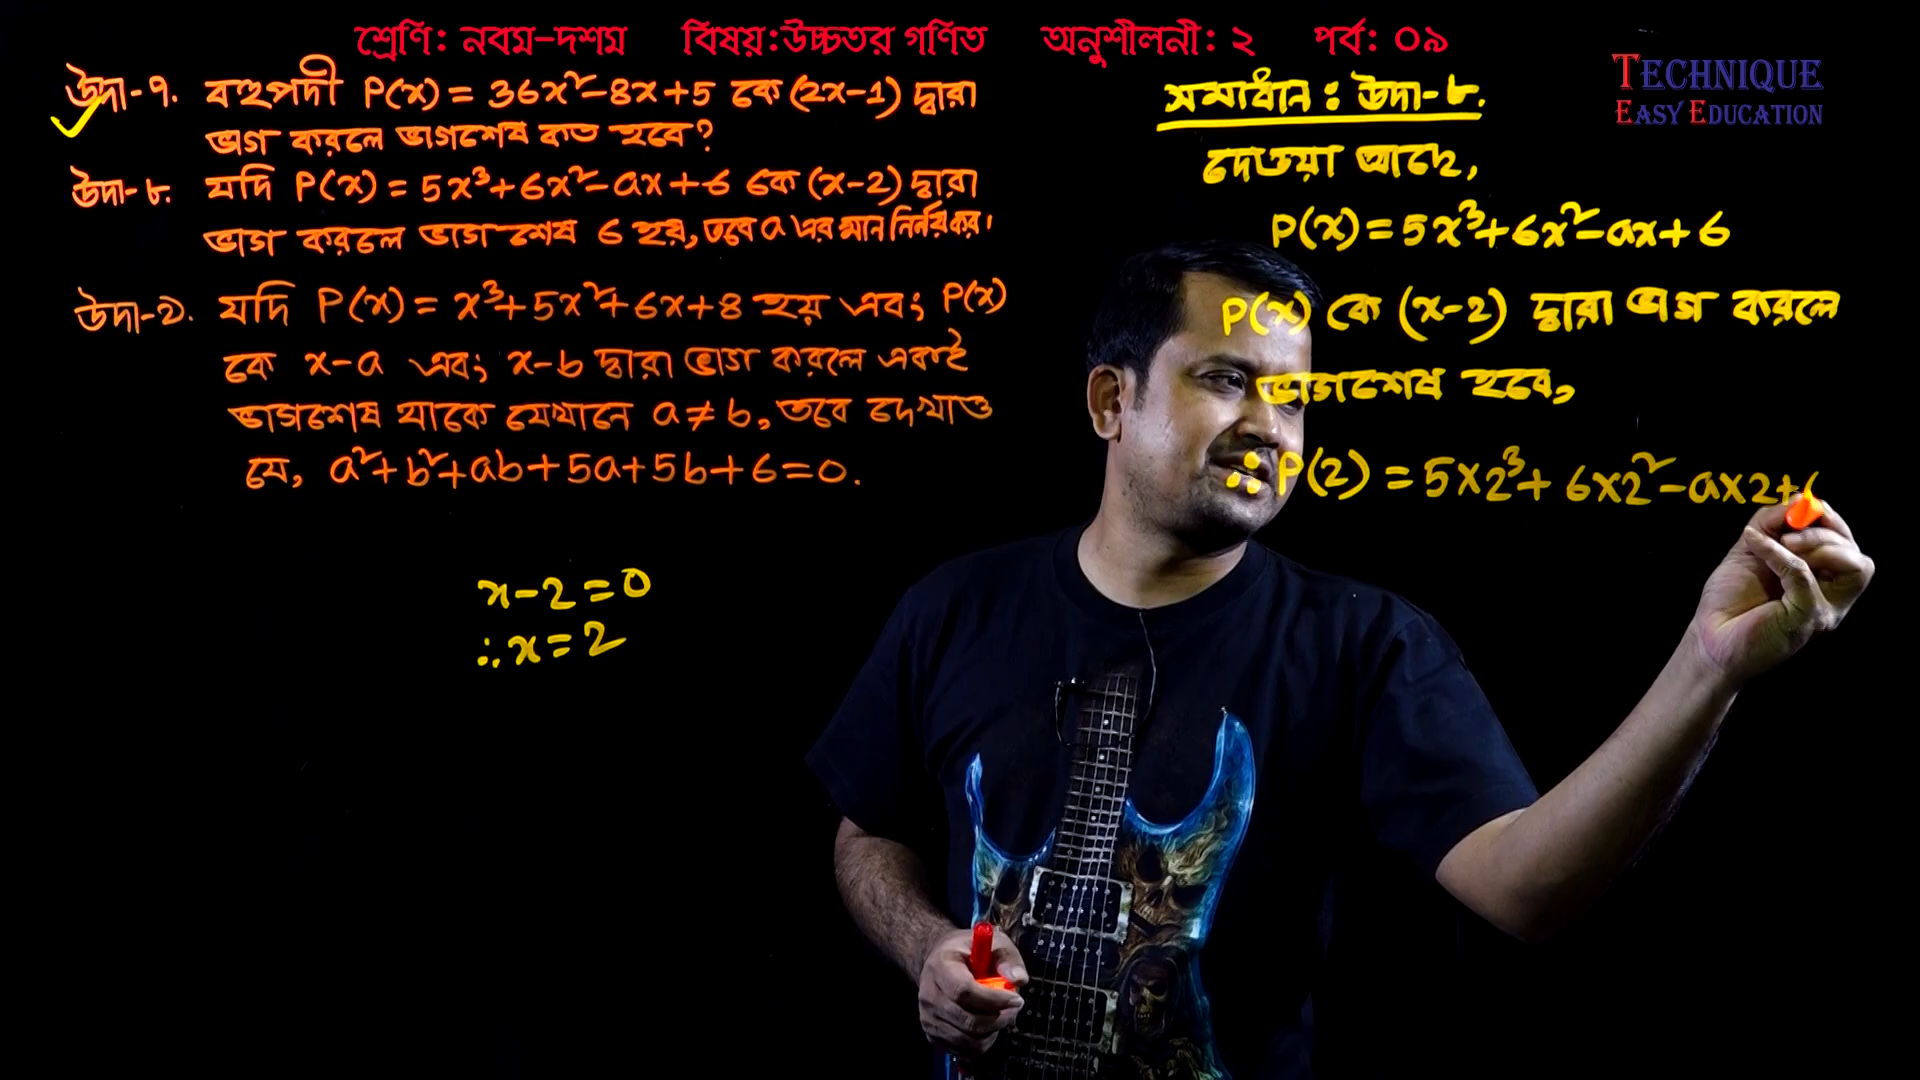 শ্রেণি: নবম-দশম বিষয়:উচ্চতর গণিত অনুশীলনী: ২ পর্ব: ০৯
TECHNIQUE
EASY EDUCATION
উদা-৭. বহুপদী P(x) = 36x²-8x+5 কে (2x-1) দ্বারা
ভাগ করলে ভাগশেষ কত হবে?
উদা-৮. যদি P(x) = 5x³+6x²-ax+6 কে (x-2) দ্বারা
ভাগ করলে ভাগশেষ 6 হয়, তবে a এর মান নির্নয় কর।
উদা-৯. যদি P(x) = x³+5x²+6x+8 হয় এবং P(x)
কে x-a এবং x-b দ্বারা ভাগ করলে একই
ভাগশেষ থাকে যেখানে a≠b, তবে দেখাও
যে, a²+b²+ab+5a+5b+6=0.
x-2=0
∴x=2
সমাধান: উদা-৮.
দেওয়া আছে,
P(x)=5x³+6x²-ax+6
P(x) কে (x-2) দ্বারা ভাগ করলে
ভাগশেষ হবে,
∴ P(2) = 5×2³+6×2²-a×2+6